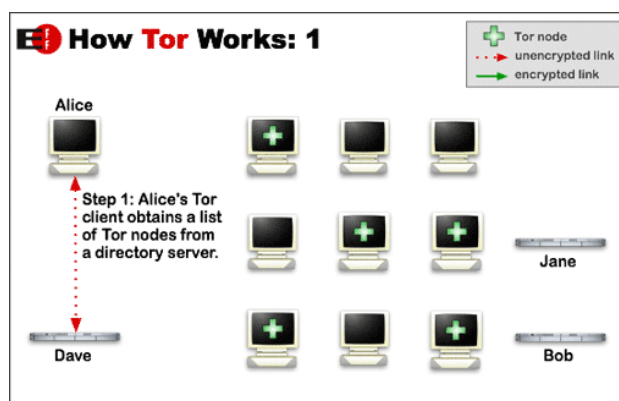 EFF How Tor Works: 1
Tor node
unencrypted link
encrypted link
Alice
Step 1: Alice's Tor
client obtains a list
of Tor nodes from
a directory server.
Jane
Dave
Bob